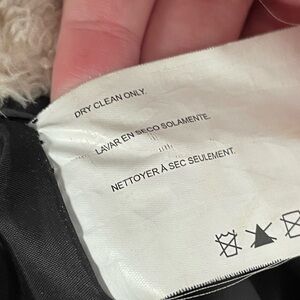 DRY CLEAN ONLY.
LAVAR EN SECO SOLAMENTE.
NETTOYER À SEC SEULEMENT.